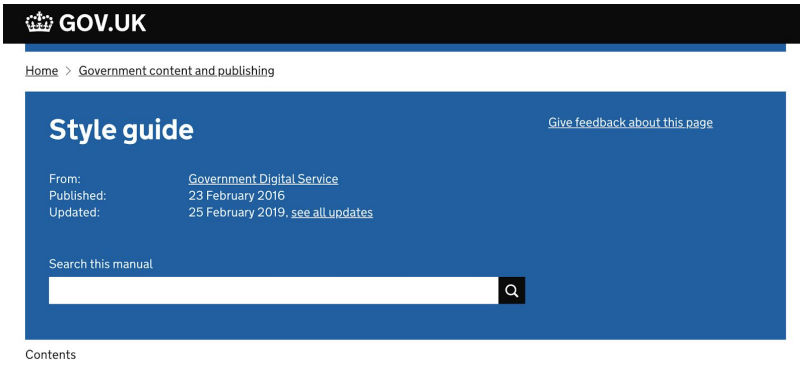 GOV.UK
Home > Government content and publishing
Style guide
Give feedback about this page
From: Government Digital Service
Published: 23 February 2016
Updated: 25 February 2019, see all updates
Search this manual
Contents